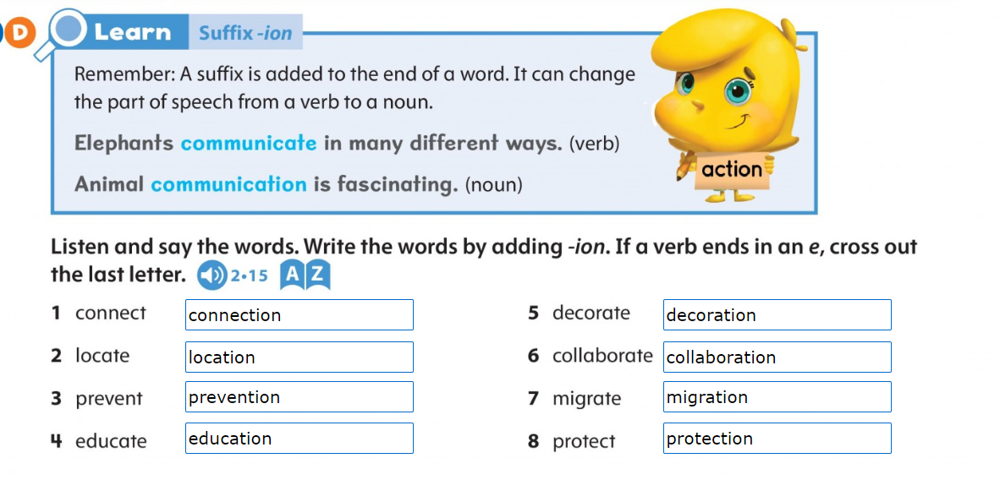 D Learn Suffix -ion
Remember: A suffix is added to the end of a word. It can change
the part of speech from a verb to a noun.
Elephants communicate in many different ways. (verb)
Animal communication is fascinating. (noun)
action
Listen and say the words. Write the words by adding -ion. If a verb ends in an e, cross out
the last letter. 2•15 A Z
1 connect connection
2 locate location
3 prevent prevention
4 educate education
5 decorate decoration
6 collaborate collaboration
7 migrate migration
8 protect protection